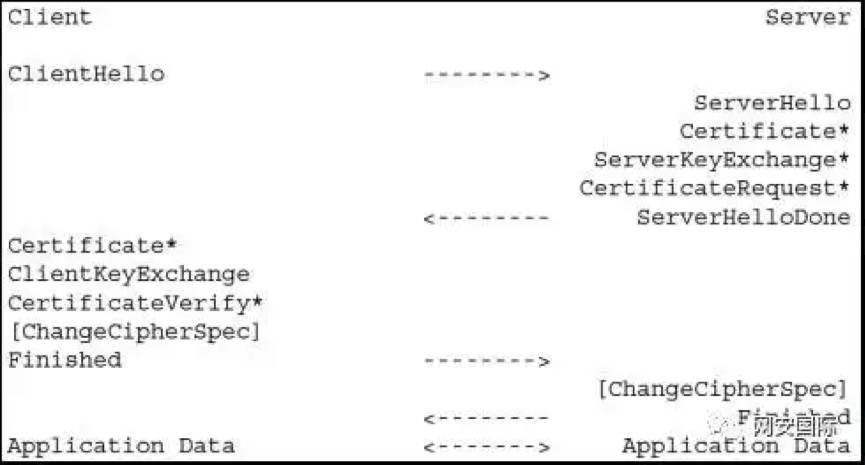 Client Server
ClientHello -------->
ServerHello
Certificate*
ServerKeyExchange*
CertificateRequest*
<-------- ServerHelloDone
Certificate*
ClientKeyExchange
CertificateVerify*
[ChangeCipherSpec]
Finished -------->
[ChangeCipherSpec]
<-------- Finished
网安国际
Application Data <-------> Application Data